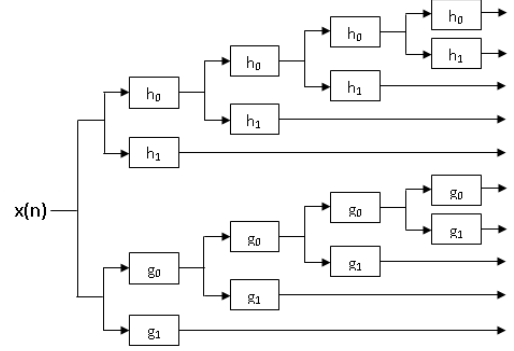 h₀
h₀
h₀ h₁
h₀ h₁
h₁
h₁
x(n)
g₀
g₀
g₀ g₁
g₀ g₁
g₁
g₁